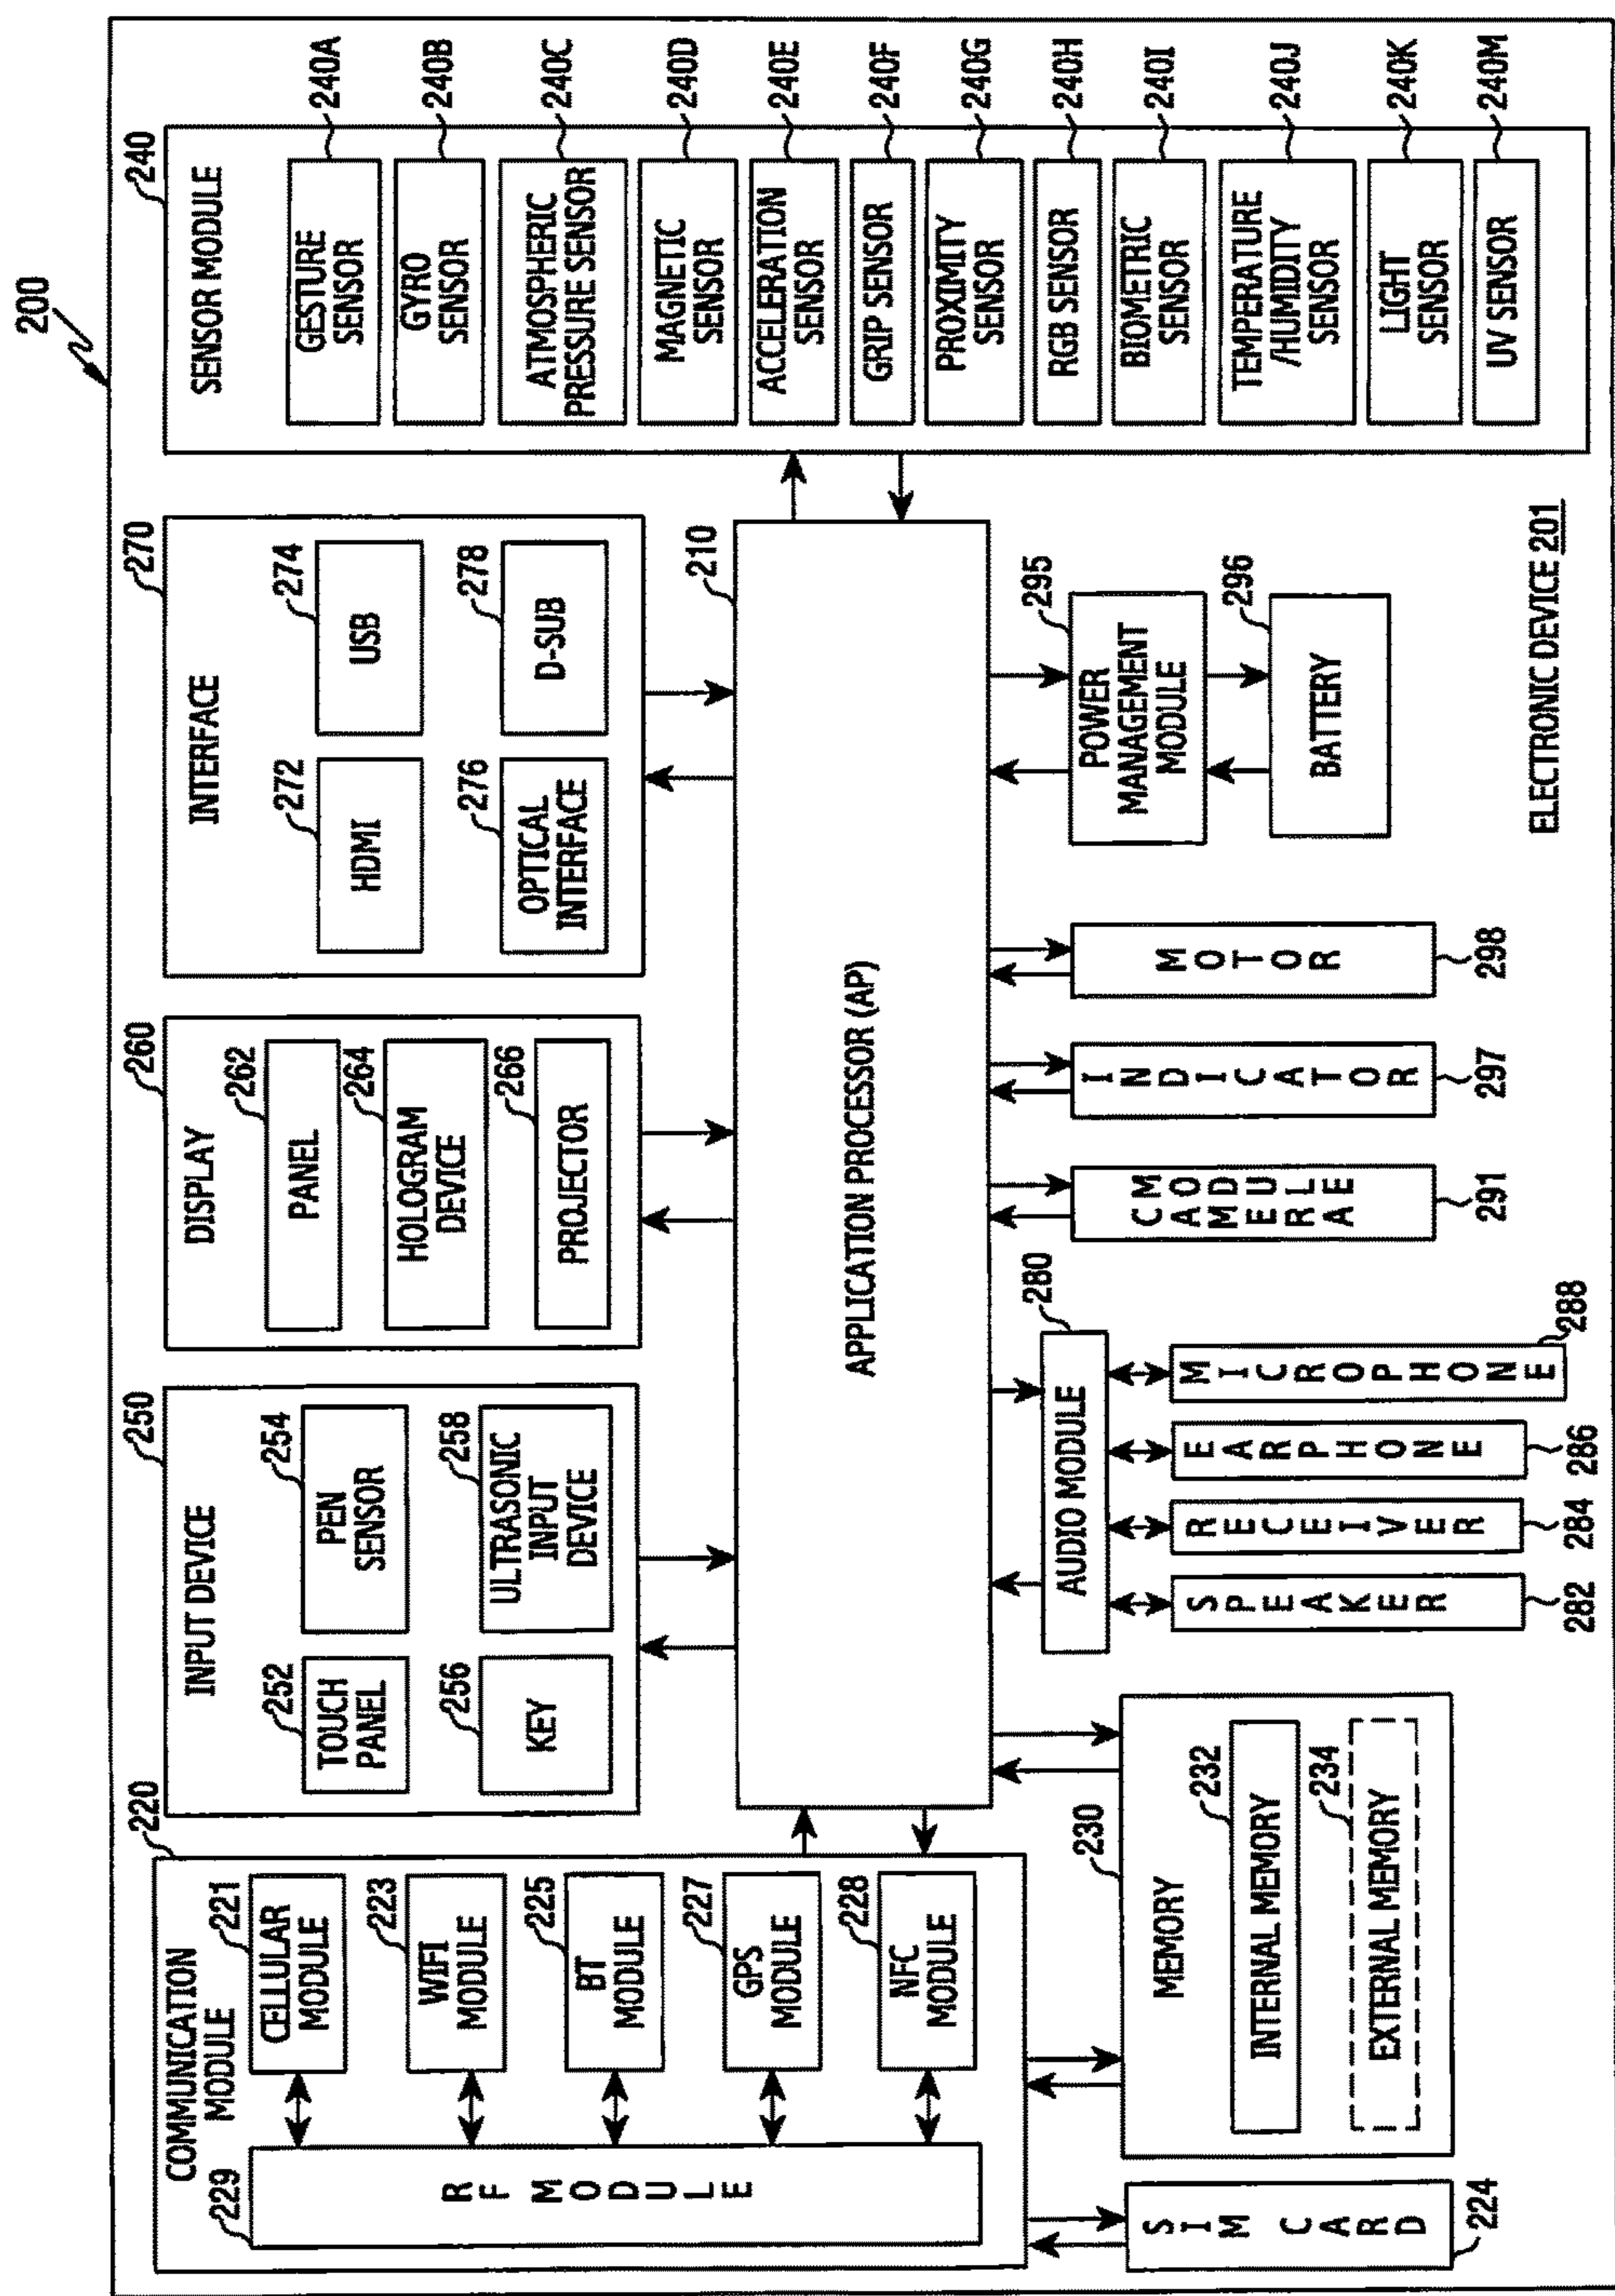 200
ELECTRONIC DEVICE 201
220
COMMUNICATION
MODULE
229
RF MODULE
221
CELLULAR
MODULE
223
WIFI
MODULE
225
BT
MODULE
227
GPS
MODULE
228
NFC
MODULE
250
INPUT DEVICE
252
TOUCH
PANEL
254
PEN
SENSOR
256
KEY
258
ULTRASONIC
INPUT
DEVICE
260
DISPLAY
262
PANEL
264
HOLOGRAM
DEVICE
266
PROJECTOR
270
INTERFACE
272
HDMI
274
USB
276
OPTICAL
INTERFACE
278
D-SUB
240
SENSOR MODULE
GESTURE
SENSOR
240A
GYRO
SENSOR
240B
ATMOSPHERIC
PRESSURE SENSOR
240C
MAGNETIC
SENSOR
240D
ACCELERATION
SENSOR
240E
GRIP SENSOR
240F
PROXIMITY
SENSOR
240G
RGB SENSOR
240H
BIOMETRIC
SENSOR
240I
TEMPERATURE
/HUMIDITY
SENSOR
240J
LIGHT
SENSOR
240K
UV SENSOR
240M
210
APPLICATION PROCESSOR (AP)
SIM CARD
224
230
MEMORY
232
INTERNAL MEMORY
234
EXTERNAL MEMORY
280
AUDIO MODULE
SPEAKER
282
RECEIVER
284
EARPHONE
286
MICROPHONE
288
CAMERA
MODULE
291
INDICATOR
297
MOTOR
298
295
POWER
MANAGEMENT
MODULE
296
BATTERY